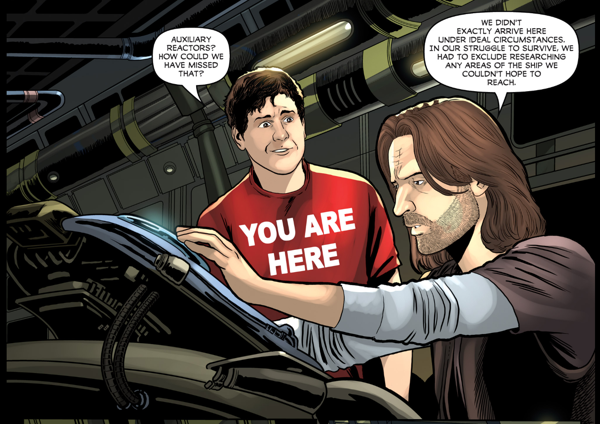 AUXILIARY
REACTORS?
HOW COULD WE
HAVE MISSED
THAT?
WE DIDN'T
EXACTLY ARRIVE HERE
UNDER IDEAL CIRCUMSTANCES.
IN OUR STRUGGLE TO SURVIVE, WE
HAD TO EXCLUDE RESEARCHING
ANY AREAS OF THE SHIP WE
COULDN'T HOPE TO
REACH.
YOU ARE
HERE